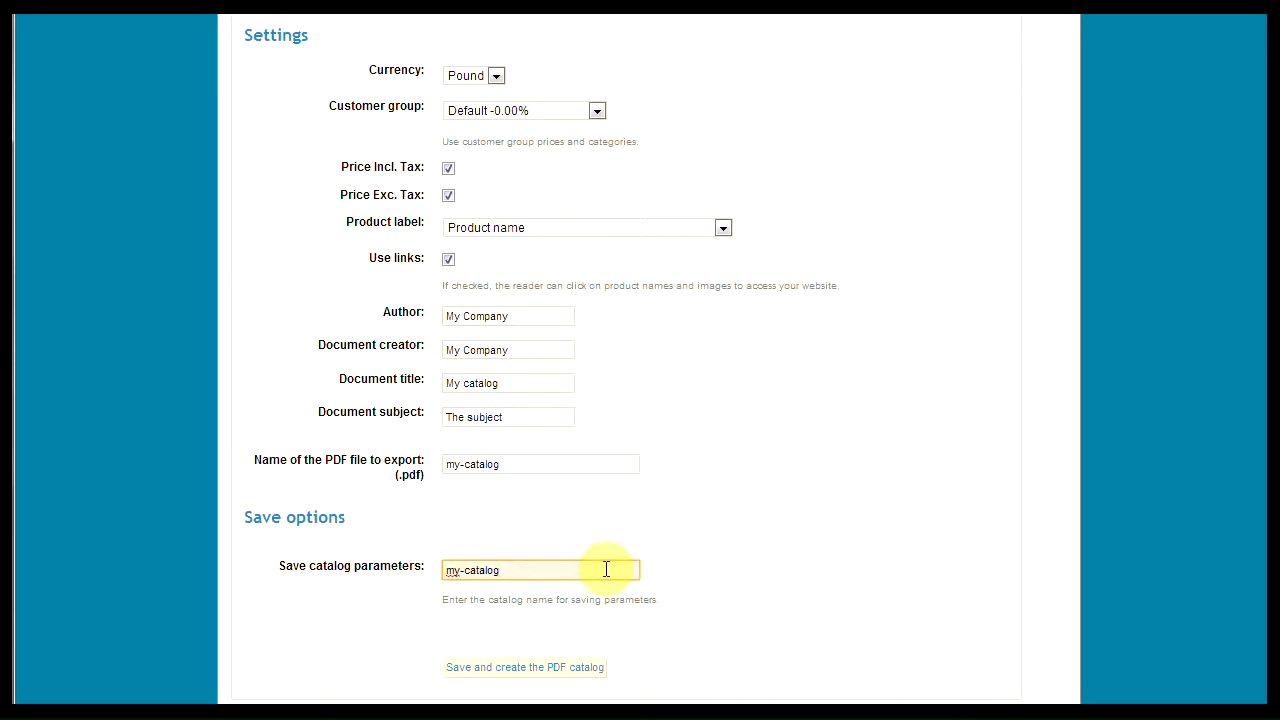 Settings
Currency: Pound
Customer group: Default -0.00%
Use customer group prices and categories.
Price Incl. Tax:
Price Exc. Tax:
Product label: Product name
Use links:
If checked, the reader can click on product names and images to access your website.
Author: My Company
Document creator: My Company
Document title: My catalog
Document subject: The subject
Name of the PDF file to export: my-catalog
(.pdf)
Save options
Save catalog parameters: my-catalog
Enter the catalog name for saving parameters.
Save and create the PDF catalog